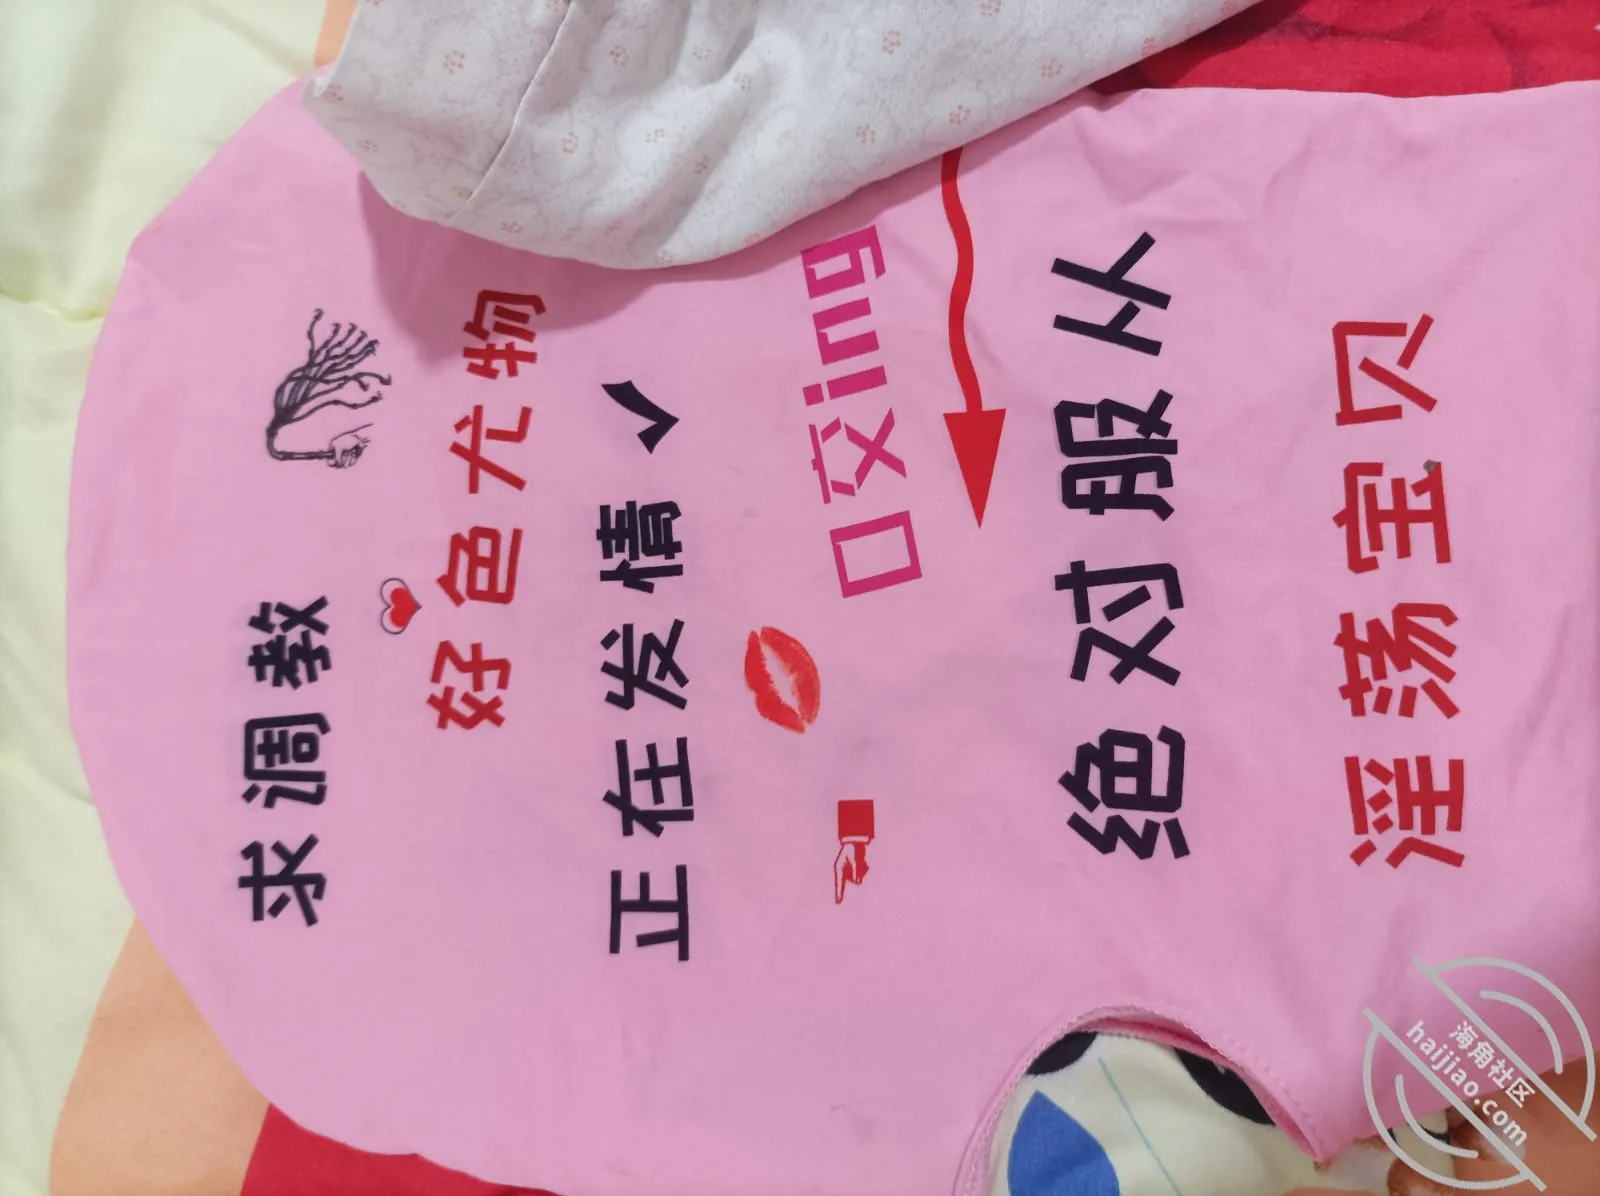 求调教
好色尤物
正在发情
口交ing
绝对服从
淫荡宝贝
海角社区
haijiao.com